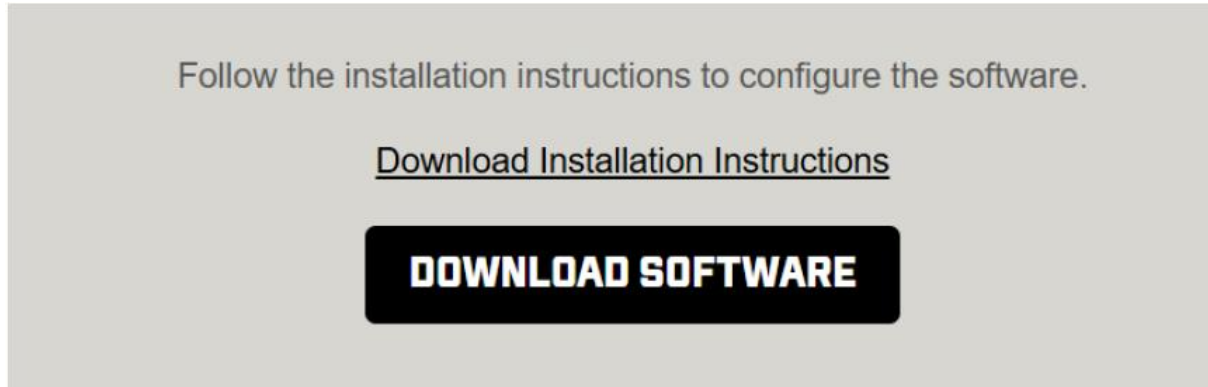 Follow the installation instructions to configure the software.
Download Installation Instructions
DOWNLOAD SOFTWARE